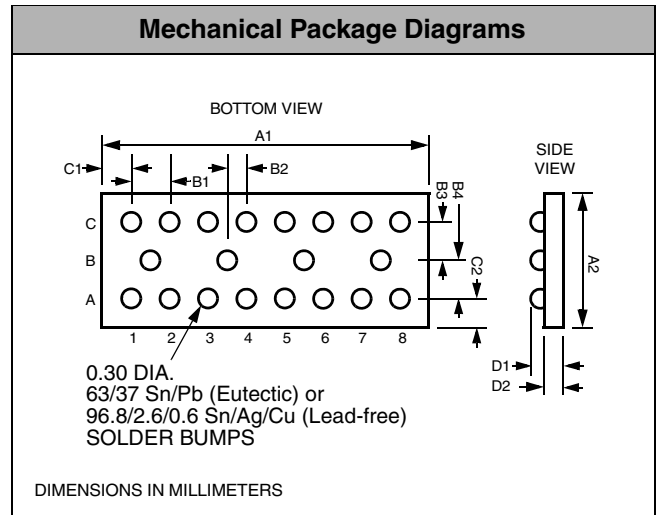 Mechanical Package Diagrams
BOTTOM VIEW
A1
SIDE
VIEW
C1
B1
B2
B3
B4
C
B
A
C2
A2
1 2 3 4 5 6 7 8
D1
D2
0.30 DIA.
63/37 Sn/Pb (Eutectic) or
96.8/2.6/0.6 Sn/Ag/Cu (Lead-free)
SOLDER BUMPS
DIMENSIONS IN MILLIMETERS